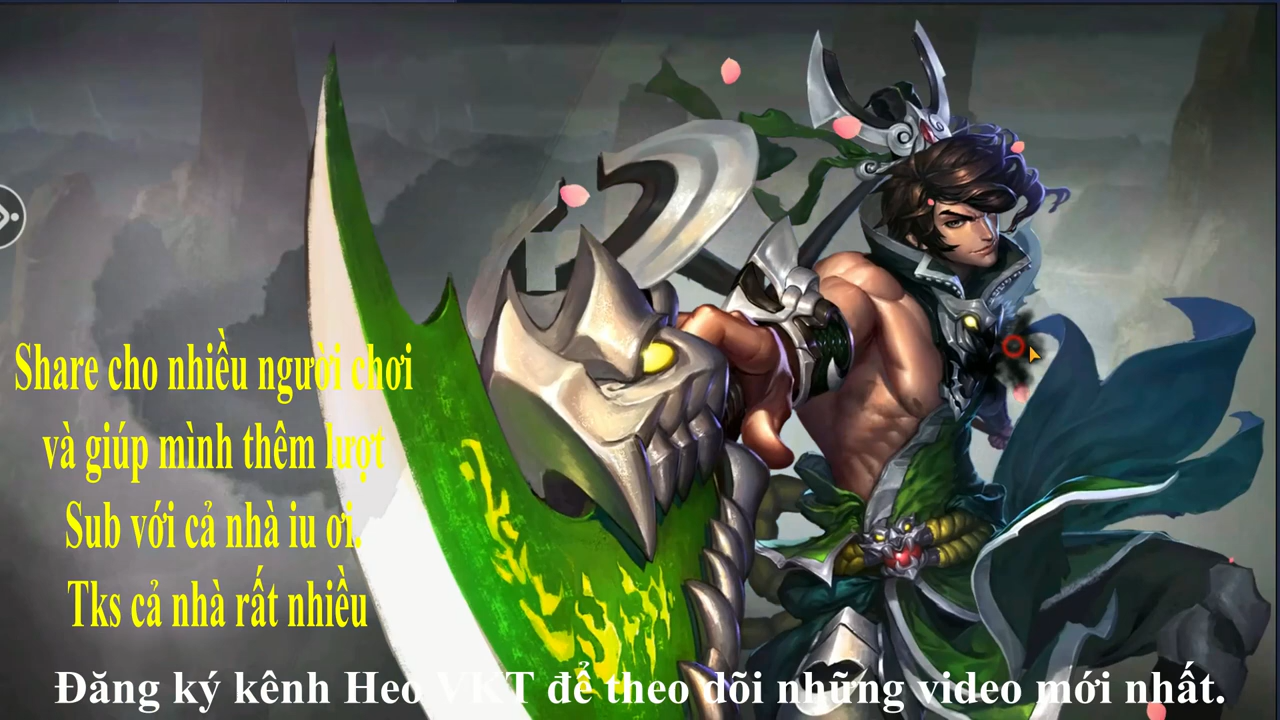 Share cho nhiều người chơi
và giúp mình thêm lượt
Sub với cả nhà iu ơi.
Tks cả nhà rất nhiều
Đăng ký kênh Heo VKT để theo dõi những video mới nhất.